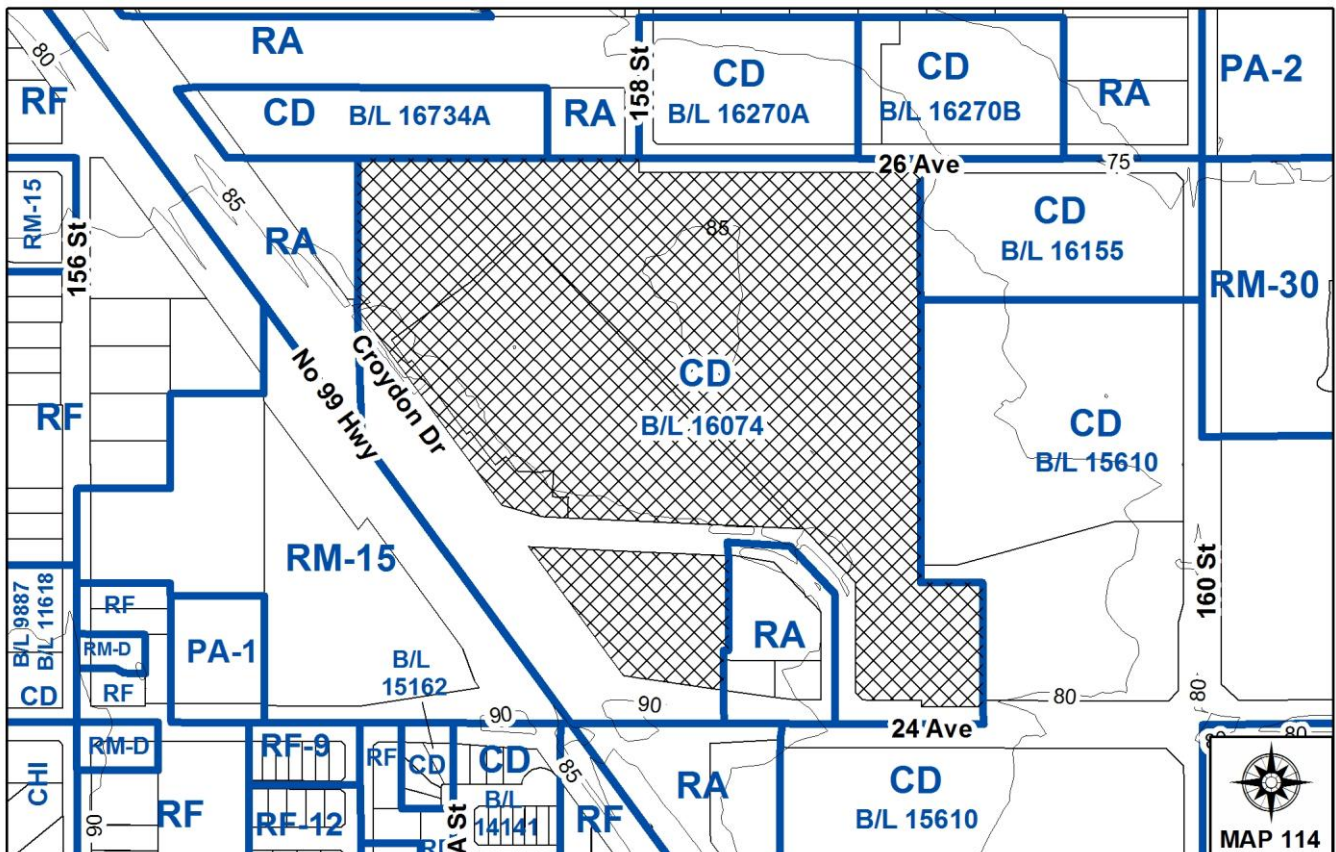 80
RA
158 St
CD
B/L 16270A
CD
B/L 16270B
PA-2
RF
CD B/L 16734A
RA
RA
26 Ave
75
RM-15
85
RA
156 St
85
CD
B/L 16155
RM-30
No 99 Hwy
Croydon Dr
CD
B/L 16074
RF
CD
B/L 15610
RM-15
160 St
B/L 9887
B/L 11618
CD
RF
RM-D
RF
PA-1
B/L
15162
RA
90
90
80
80
24 Ave
80
80
CHI
RM-D
RF-9
RF
CD
CD
85
RA
CD
B/L 15610
90
RF
RF-12
A St
B/L
14141
RF
MAP 114